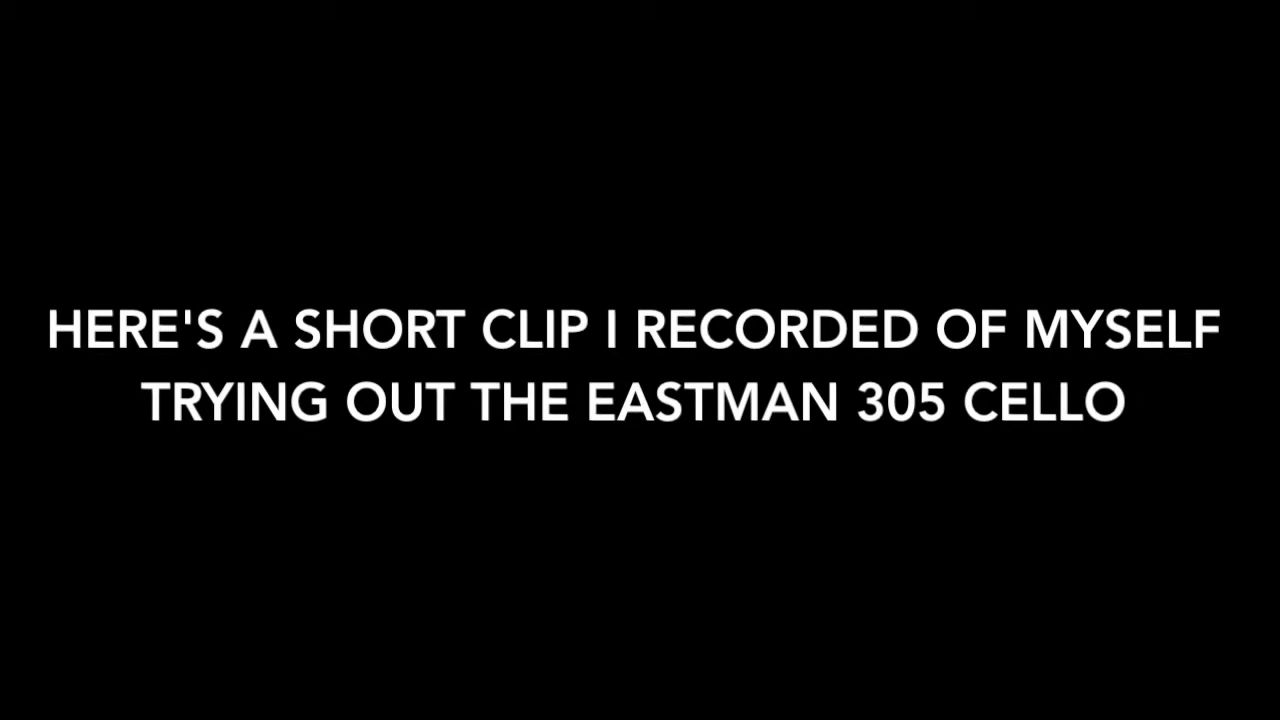 HERE'S A SHORT CLIP I RECORDED OF MYSELF
TRYING OUT THE EASTMAN 305 CELLO